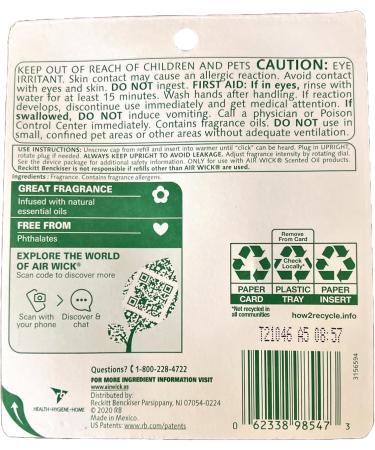 KEEP OUT OF REACH OF CHILDREN AND PETS CAUTION: EYE
IRRITANT. Skin contact may cause an allergic reaction. Avoid contact
with eyes and skin. DO NOT ingest. FIRST AID: If in eyes, rinse
with water for at least 15 minutes. Wash hands after handling. If reaction
develops, discontinue use immediately and get medical attention. If
swallowed, DO NOT induce vomiting. Call a physician or Poison
Control Center immediately. Contains fragrance oils. DO NOT use in
small, confined pet areas or other areas without adequate ventilation.
USE INSTRUCTIONS: Unscrew cap from refill and insert into warmer until "click" can be heard. Plug in UPRIGHT,
rotate plug if needed. ALWAYS KEEP UPRIGHT TO AVOID LEAKAGE. Adjust fragrance intensity by rotating dial.
See the device package for additional safety information. ONLY FOR USE WITH AIR WICK® Scented Oil products.
Reckitt Benckiser is not responsible if refills other than AIR WICK® are used.
Ingredients: Fragrance. Contains fragrance allergens.
GREAT FRAGRANCE
Infused with natural
essential oils
FREE FROM
Phthalates
EXPLORE THE WORLD
OF AIR WICK®
Scan code to discover more
Scan with
your phone
>
Discover &
chat
Remove
From Card
Check
Locally*
PAPER
CARD
PLASTIC
TRAY
PAPER
INSERT
*Not recycled in
all communities
how2recycle.info
T21046 A5 08:57
3156594
Questions? 1-800-228-4722
FOR MORE INGREDIENT INFORMATION VISIT
www.airwick.us
Distributed by:
Reckitt Benckiser Parsippany, NJ 07054-0224
© 2020 RB
Made in Mexico.
US Patents: www.rb.com/patents
HEALTH•HYGIENE•HOME
0 62338 98547 3